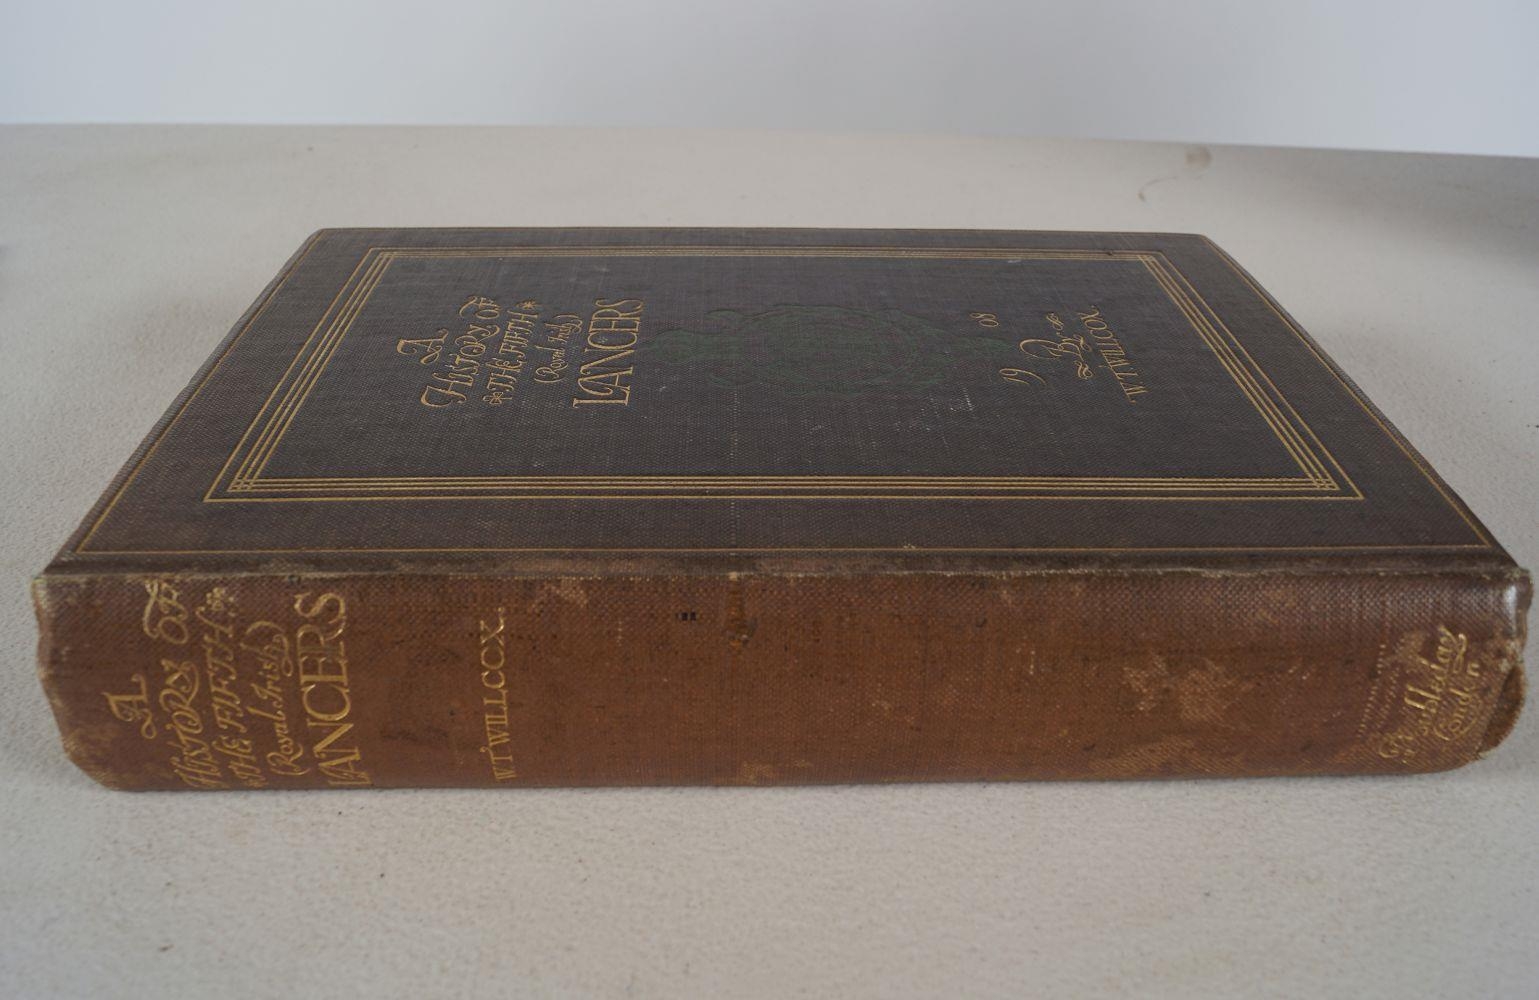 A
HISTORY OF
THE FIFTH
(Royal Irish)
LANCERS
19 08
By
W.T. WILLCOX.
A
HISTORY OF
THE FIFTH
(Royal Irish)
LANCERS
W.T. WILLCOX.
Doubleday